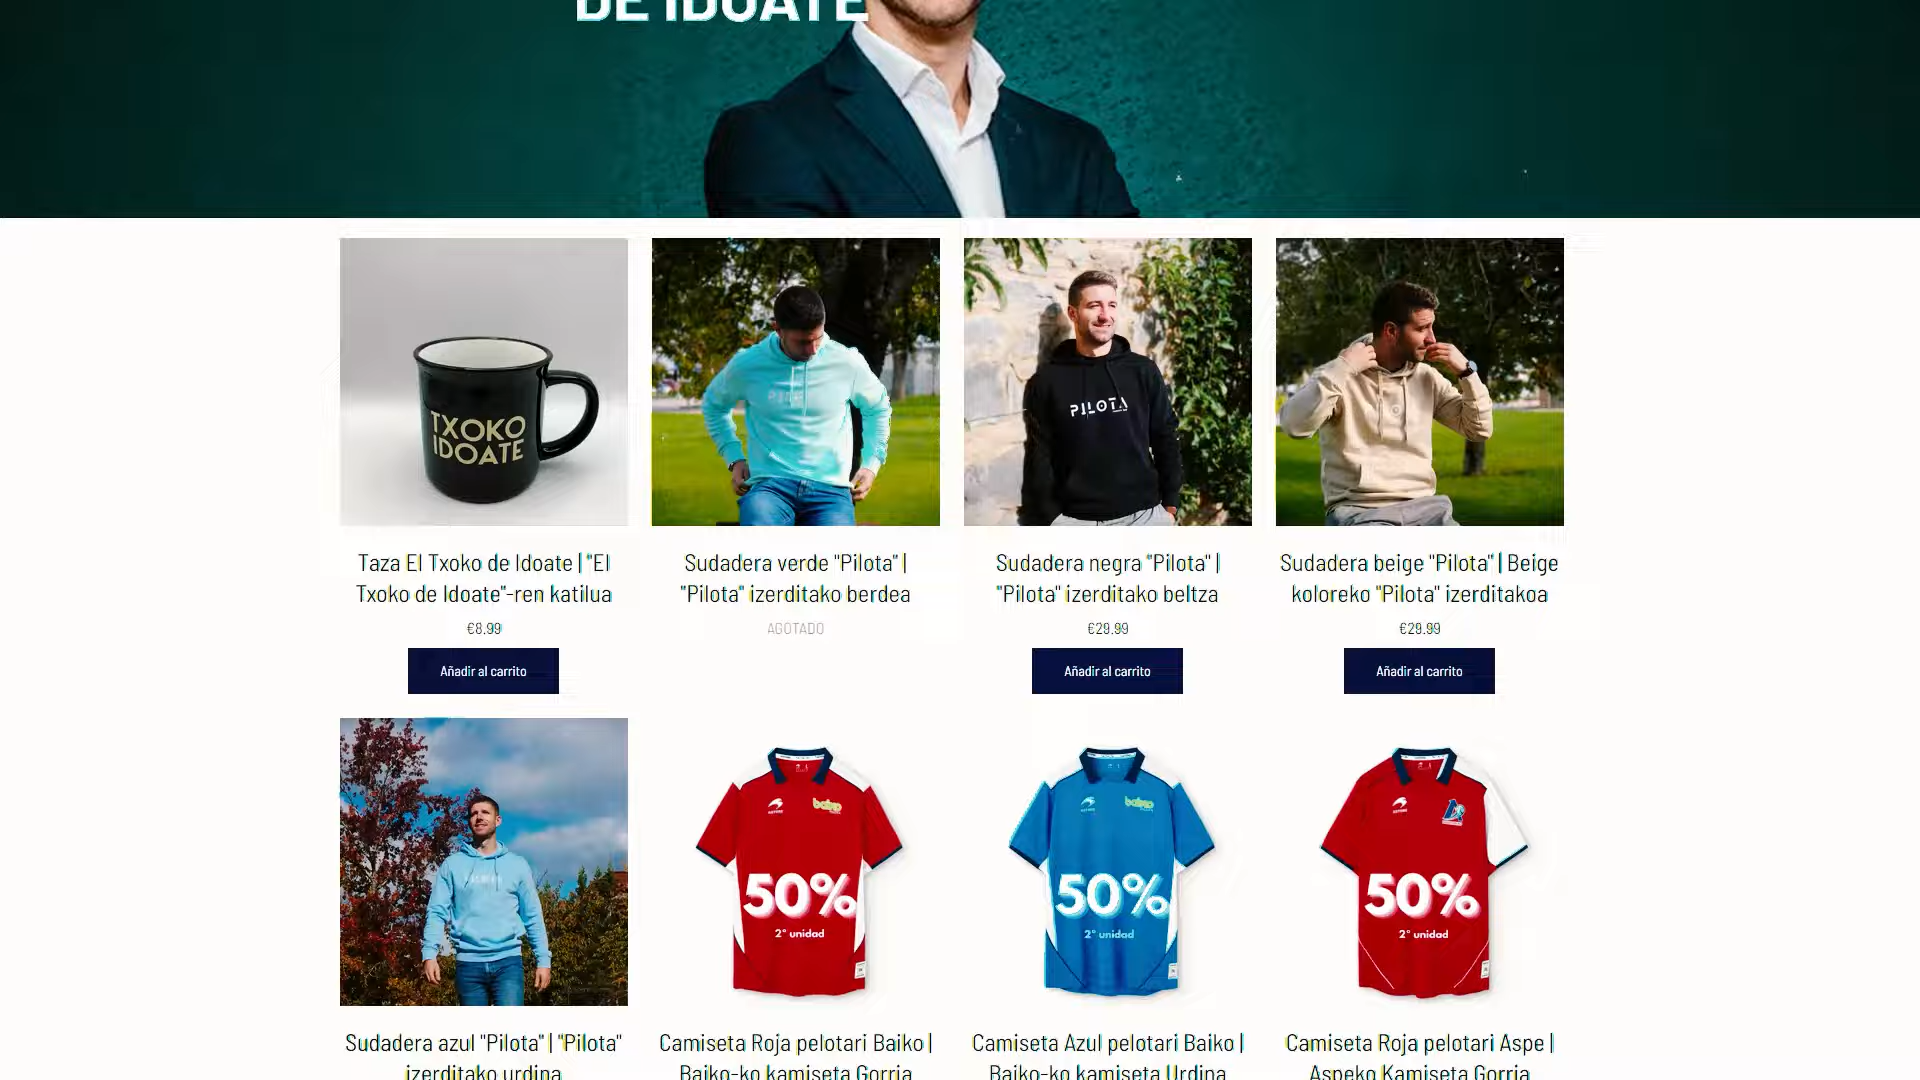 DE IDOATE
TXOKO
IDOATE
PILOTA
Taza El Txoko de Idoate | "El
Txoko de Idoate"-ren katilua
€8.99
Añadir al carrito
Sudadera verde "Pilota" |
"Pilota" izerditako berdea
AGOTADO
Sudadera negra "Pilota" |
"Pilota" izerditako beltza
€29.99
Añadir al carrito
Sudadera beige "Pilota" | Beige
koloreko "Pilota" izerditakoa
€29.99
Añadir al carrito
baiko
50%
2ª unidad
baiko
50%
2ª unidad
50%
2ª unidad
Sudadera azul "Pilota" | "Pilota"
izerditako urdina
Camiseta Roja pelotari Baiko |
Baiko-ko kamiseta Gorria
Camiseta Azul pelotari Baiko |
Baiko-ko kamiseta Urdina
Camiseta Roja pelotari Aspe |
Aspeko Kamiseta Gorria